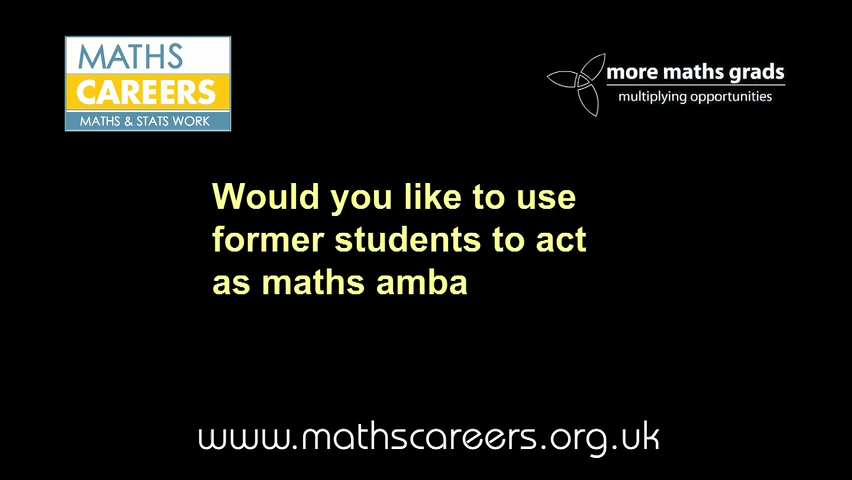 MATHS
CAREERS
MATHS & STATS WORK
more maths grads
multiplying opportunities
Would you like to use
former students to act
as maths amba
www.mathscareers.org.uk